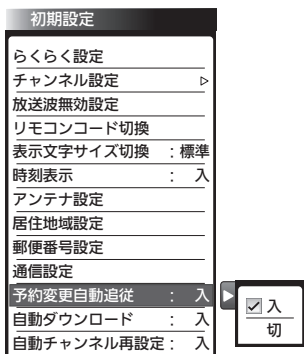 初期設定
らくらく設定
チャンネル設定
放送波無効設定
リモコンコード切換
表示文字サイズ切換 : 標準
時刻表示 : 入
アンテナ設定
居住地域設定
郵便番号設定
通信設定
予約変更自動追従 : 入
入
切
自動ダウンロード : 入
自動チャンネル再設定 : 入